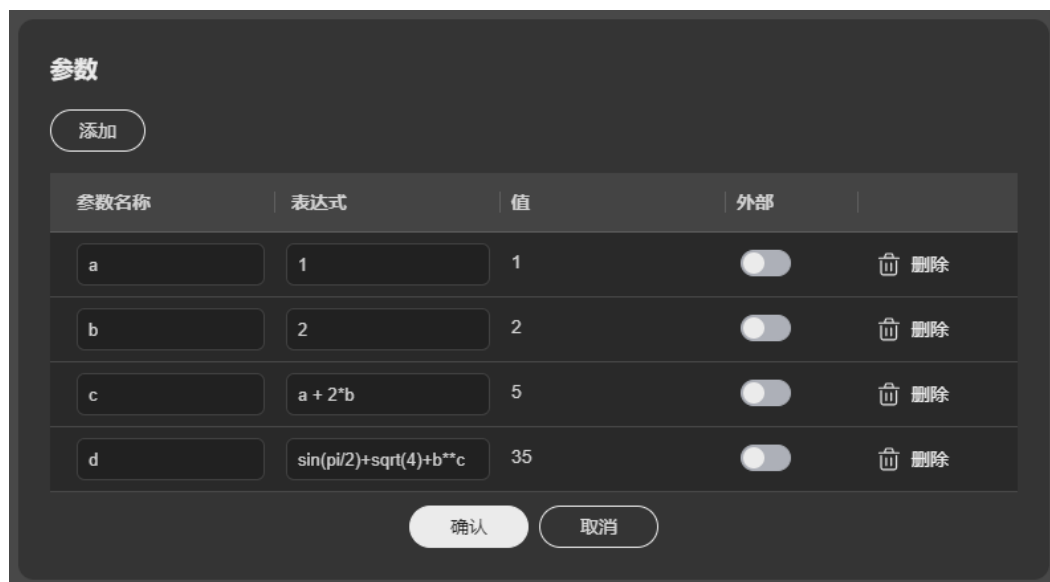 参数
添加
参数名称 表达式 值 外部
a 1 1 删除
b 2 2 删除
c a + 2*b 5 删除
d sin(pi/2)+sqrt(4)+b**c 35 删除
确认 取消